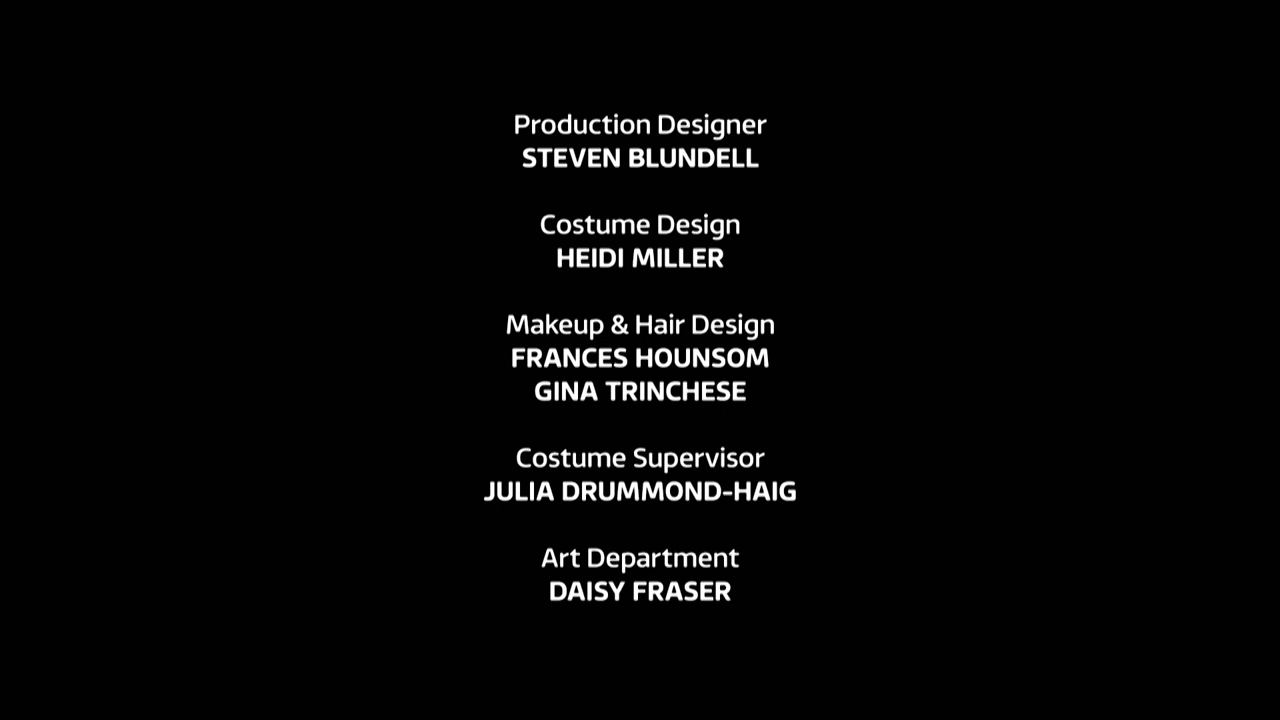 Production Designer
STEVEN BLUNDELL
Costume Design
HEIDI MILLER
Makeup & Hair Design
FRANCES HOUNSOM
GINA TRINCHESE
Costume Supervisor
JULIA DRUMMOND-HAIG
Art Department
DAISY FRASER